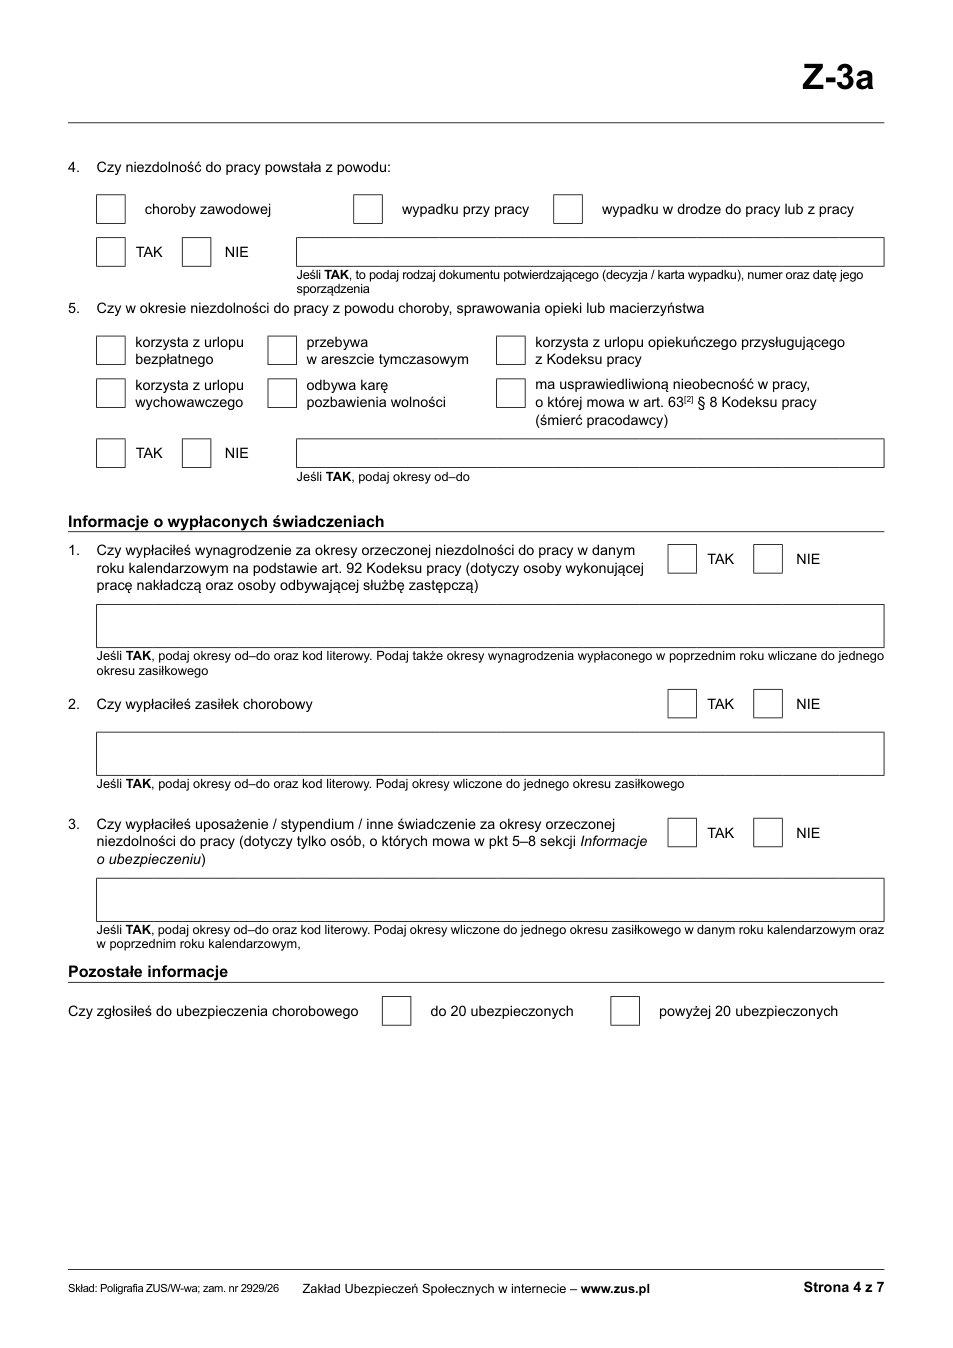 Z-3a
4. Czy niezdolność do pracy powstała z powodu:
choroby zawodowej wypadku przy pracy wypadku w drodze do pracy lub z pracy
TAK NIE
Jeśli TAK, to podaj rodzaj dokumentu potwierdzającego (decyzja / karta wypadku), numer oraz datę jego
sporządzenia
5. Czy w okresie niezdolności do pracy z powodu choroby, sprawowania opieki lub macierzyństwa
korzysta z urlopu
bezpłatnego
przebywa
w areszcie tymczasowym
korzysta z urlopu opiekuńczego przysługującego
z Kodeksu pracy
korzysta z urlopu
wychowawczego
odbywa karę
pozbawienia wolności
ma usprawiedliwioną nieobecność w pracy,
o której mowa w art. 63[2] § 8 Kodeksu pracy
(śmierć pracodawcy)
TAK NIE
Jeśli TAK, podaj okresy od–do
Informacje o wypłaconych świadczeniach
1. Czy wypłaciłeś wynagrodzenie za okresy orzeczonej niezdolności do pracy w danym
roku kalendarzowym na podstawie art. 92 Kodeksu pracy (dotyczy osoby wykonującej
pracę nakładczą oraz osoby odbywającej służbę zastępczą)
TAK NIE
Jeśli TAK, podaj okresy od–do oraz kod literowy. Podaj także okresy wynagrodzenia wypłaconego w poprzednim roku wliczane do jednego
okresu zasiłkowego
2. Czy wypłaciłeś zasiłek chorobowy TAK NIE
Jeśli TAK, podaj okresy od–do oraz kod literowy. Podaj okresy wliczone do jednego okresu zasiłkowego
3. Czy wypłaciłeś uposażenie / stypendium / inne świadczenie za okresy orzeczonej
niezdolności do pracy (dotyczy tylko osób, o których mowa w pkt 5–8 sekcji Informacje
o ubezpieczeniu)
TAK NIE
Jeśli TAK, podaj okresy od–do oraz kod literowy. Podaj okresy wliczone do jednego okresu zasiłkowego w danym roku kalendarzowym oraz
w poprzednim roku kalendarzowym,
Pozostałe informacje
Czy zgłosiłeś do ubezpieczenia chorobowego do 20 ubezpieczonych powyżej 20 ubezpieczonych
Skład: Poligrafia ZUS/W-wa; zam. nr 2929/26 Zakład Ubezpieczeń Społecznych w internecie – www.zus.pl Strona 4 z 7